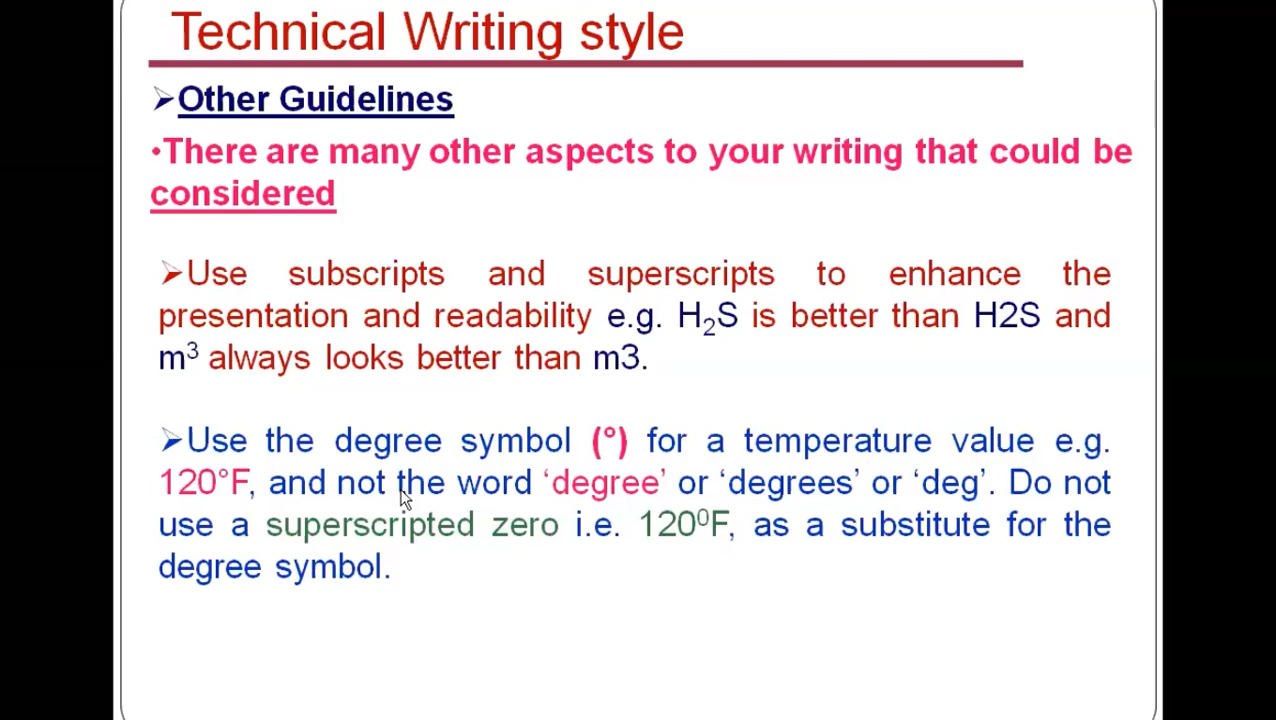 Technical Writing style
➢Other Guidelines
•There are many other aspects to your writing that could be
considered
➢Use subscripts and superscripts to enhance the
presentation and readability e.g. H₂S is better than H2S and
m³ always looks better than m3.
➢Use the degree symbol (°) for a temperature value e.g.
120°F, and not the word ‘degree’ or ‘degrees’ or ‘deg’. Do not
use a superscripted zero i.e. 120⁰F, as a substitute for the
degree symbol.